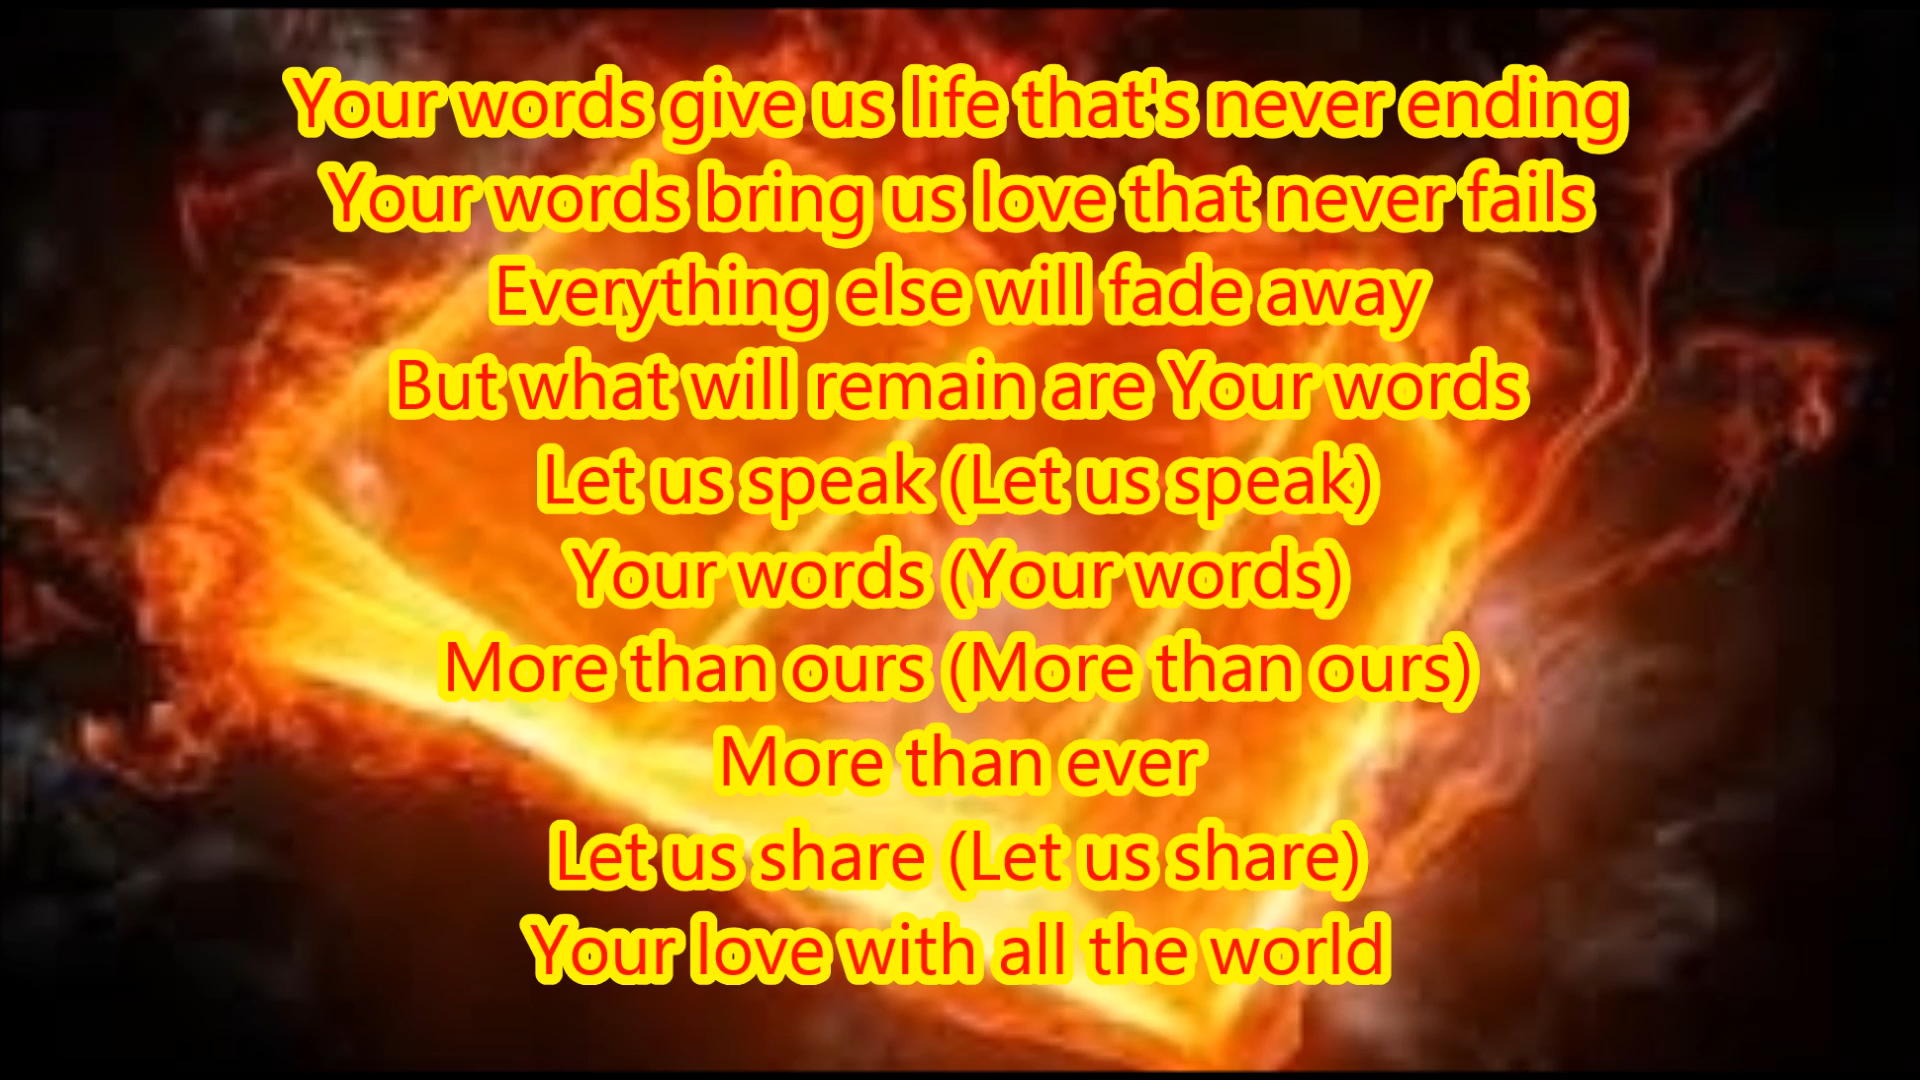 Your words give us life that's never ending
Your words bring us love that never fails
Everything else will fade away
But what will remain are Your words
Let us speak (Let us speak)
Your words (Your words)
More than ours (More than ours)
More than ever
Let us share (Let us share)
Your love with all the world